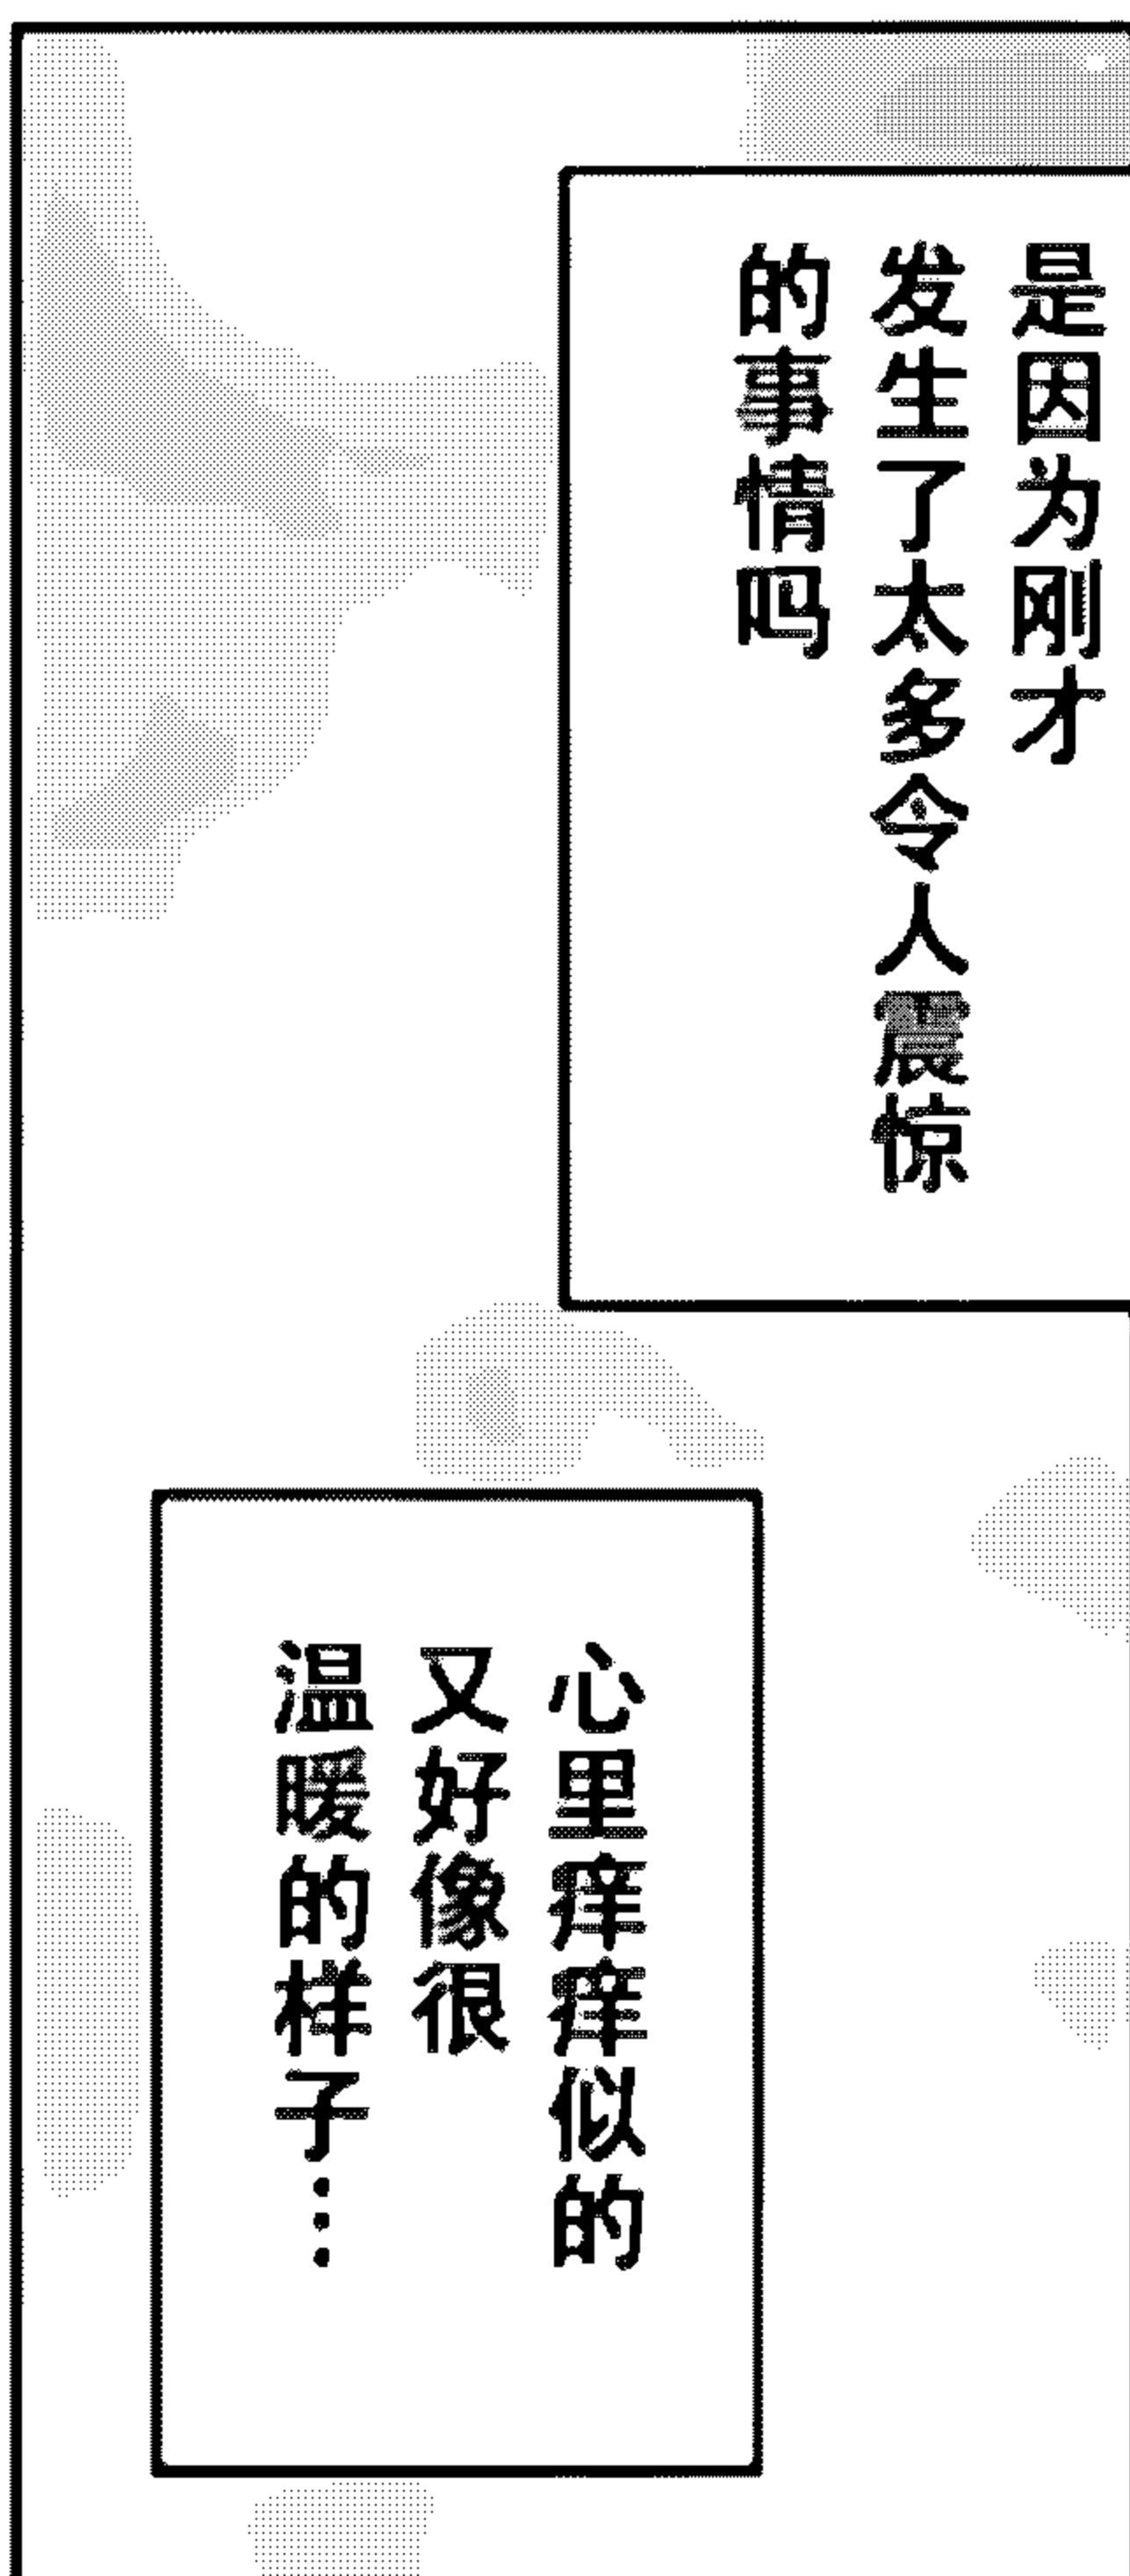 是因为刚才
发生了太多令人震惊
的事情吗
心里痒痒似的
又好像很
温暖的样子…